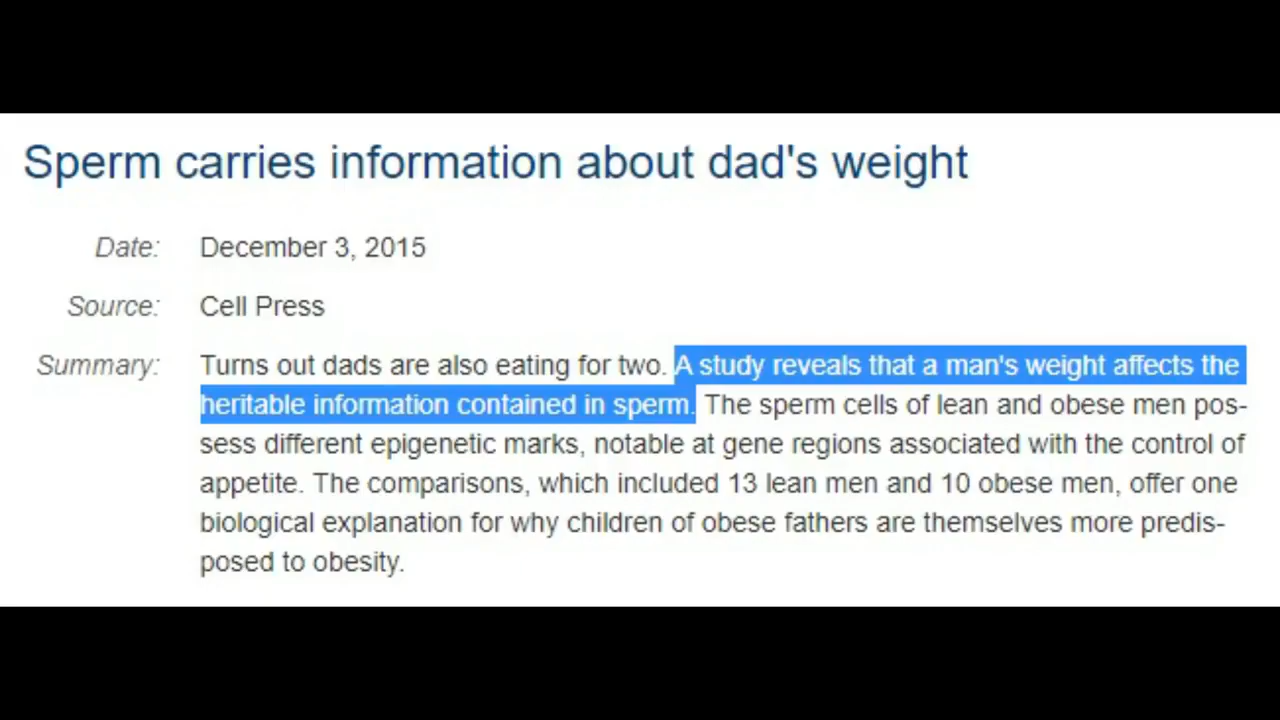 Sperm carries information about dad's weight
Date: December 3, 2015
Source: Cell Press
Summary: Turns out dads are also eating for two. A study reveals that a man's weight affects the
heritable information contained in sperm. The sperm cells of lean and obese men pos-
sess different epigenetic marks, notable at gene regions associated with the control of
appetite. The comparisons, which included 13 lean men and 10 obese men, offer one
biological explanation for why children of obese fathers are themselves more predis-
posed to obesity.